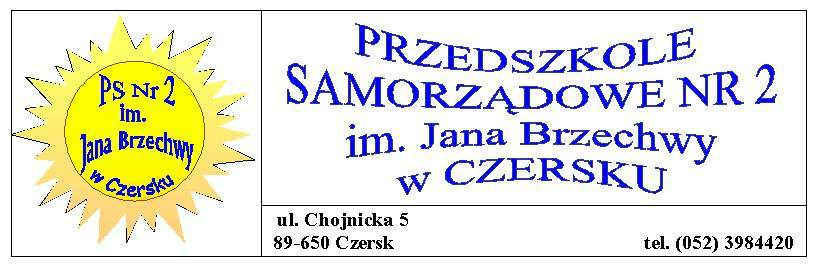 PS Nr 2
im.
Jana Brzechwy
w Czersku
PRZEDSZKOLE
SAMORZĄDOWE NR 2
im. Jana Brzechwy
w CZERSKU
ul. Chojnicka 5
89-650 Czersk
tel. (052) 3984420